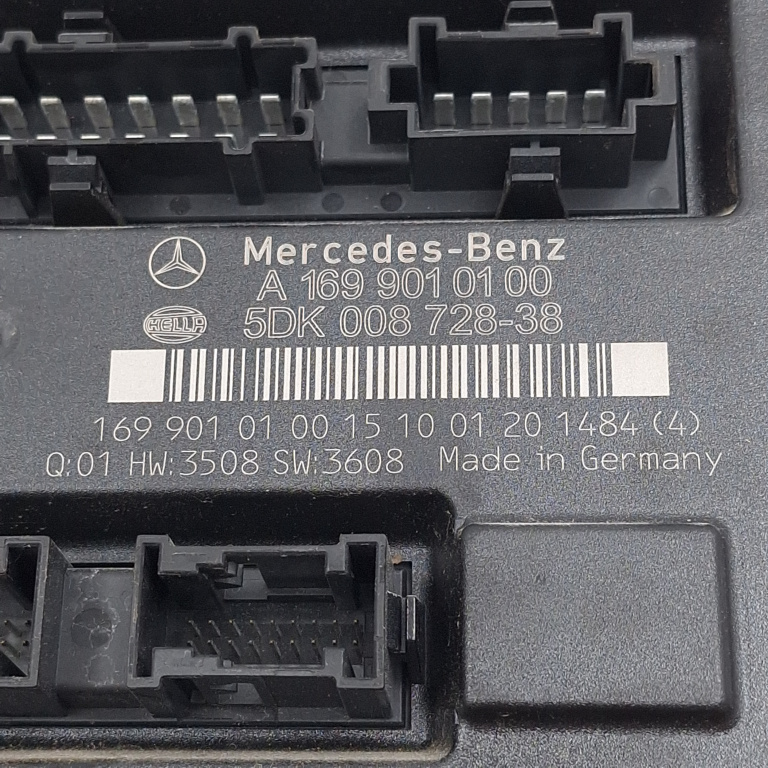 Mercedes-Benz
A 169 901 01 00
HELLA
5DK 008 728-38
169 901 01 00 15 10 01 20 1484 (4)
Q:01 HW:3508 SW:3608 Made in Germany